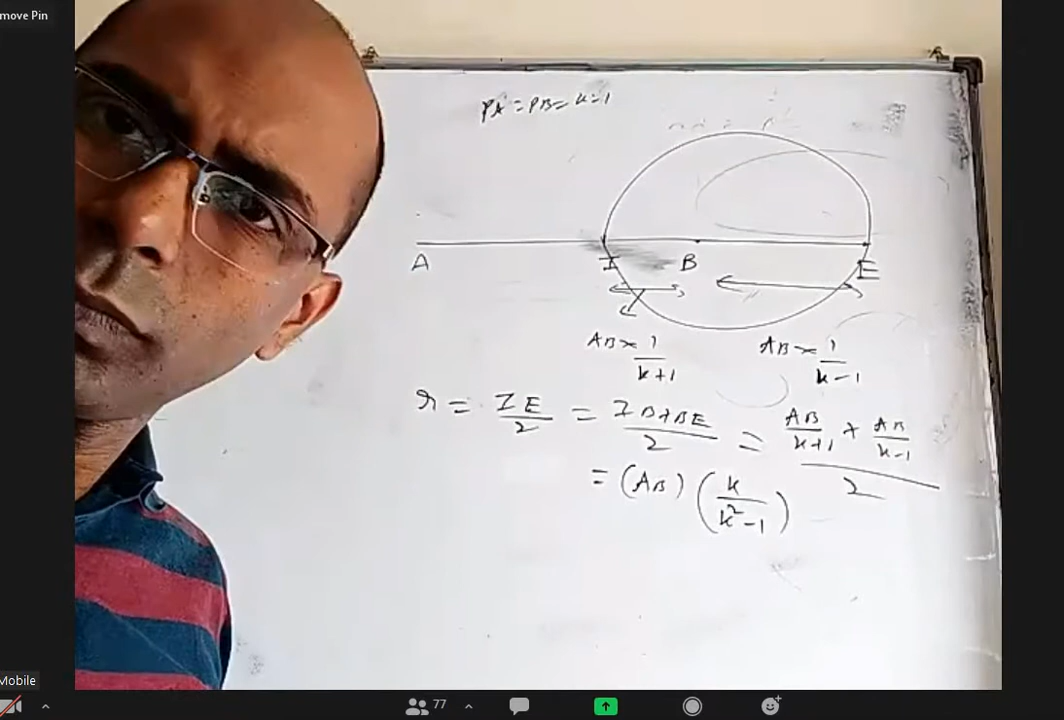 move Pin
PA = PB = k = 1
A I B E
AB × 1/(k+1) AB × 1/(k-1)
r = IE/2 = (IB+BE)/2 = (AB/(k+1) + AB/(k-1))/2
= (AB) (k/(k²-1))
Mobile
77